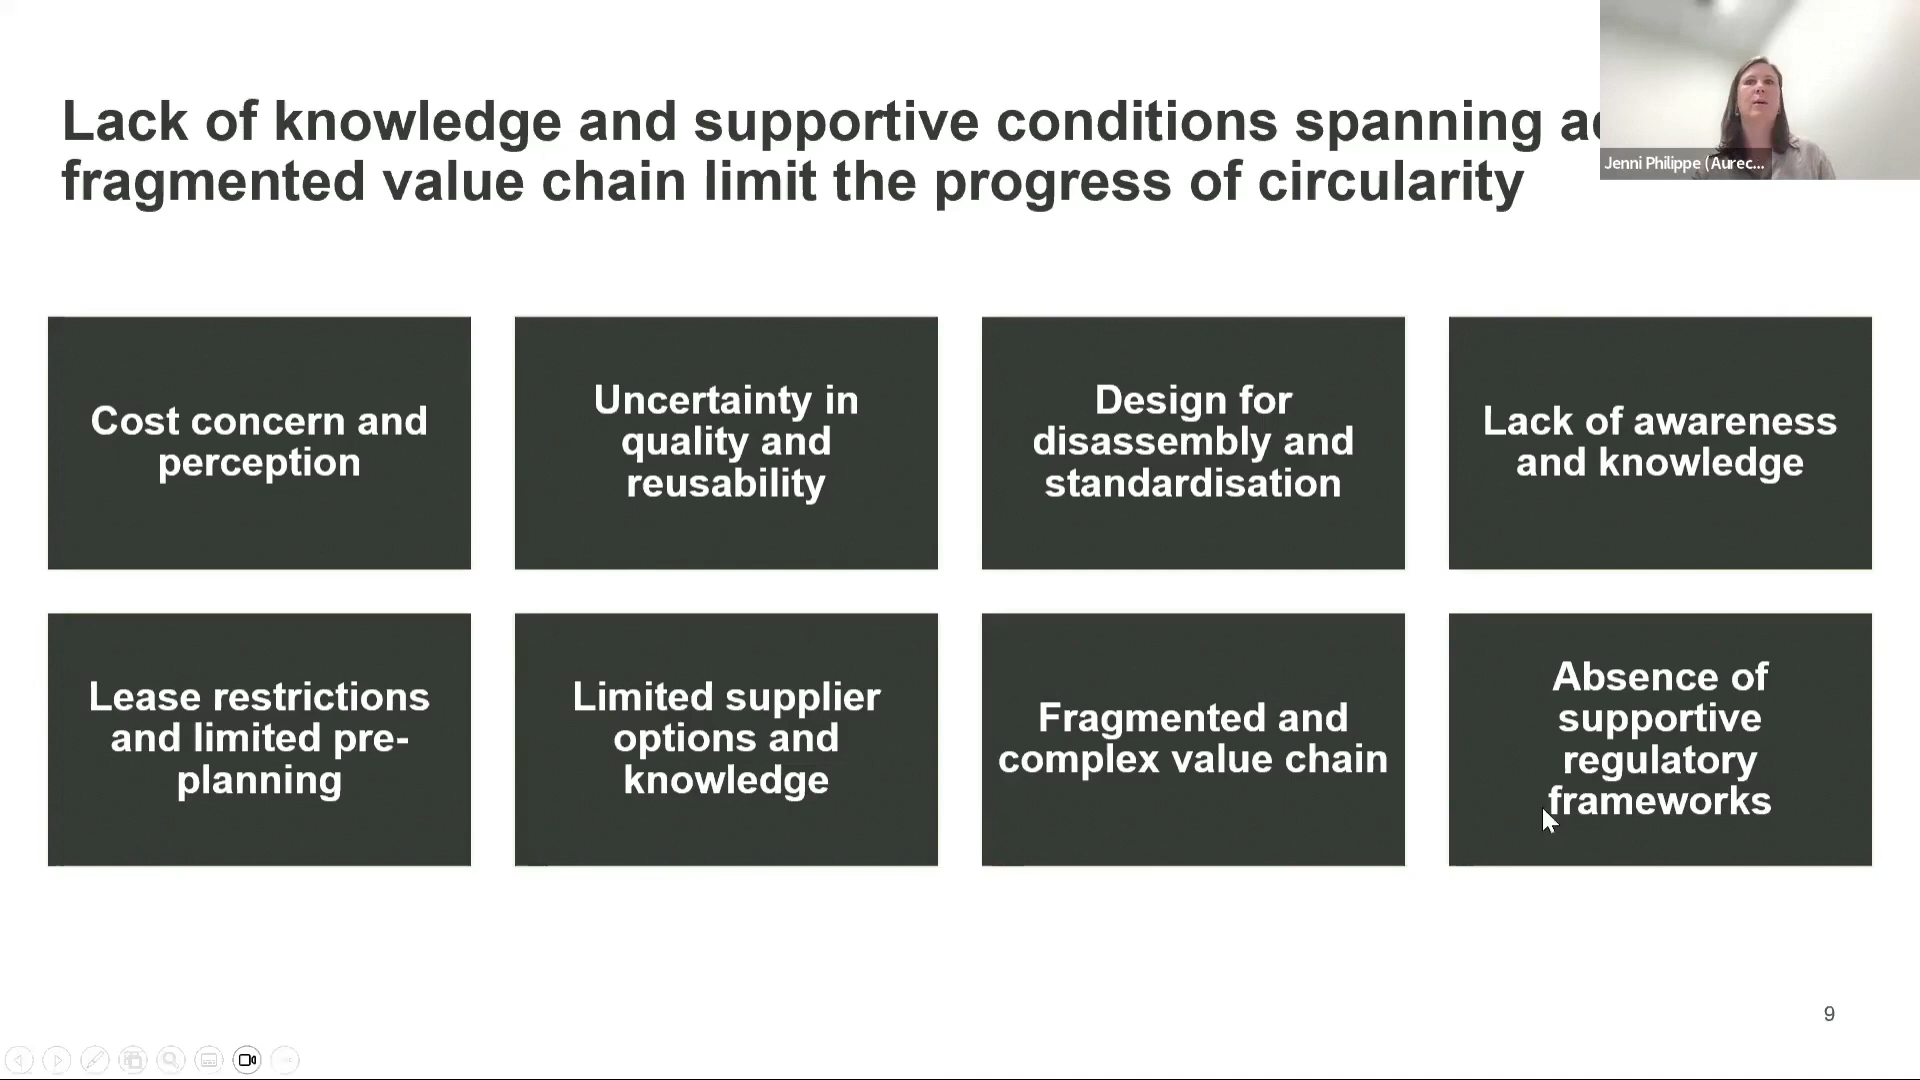 Lack of knowledge and supportive conditions spanning
fragmented value chain limit the progress of circularity
Jenni Philippe (Aurec...
Cost concern and
perception
Uncertainty in
quality and
reusability
Design for
disassembly and
standardisation
Lack of awareness
and knowledge
Lease restrictions
and limited pre-
planning
Limited supplier
options and
knowledge
Fragmented and
complex value chain
Absence of
supportive
regulatory
frameworks
9